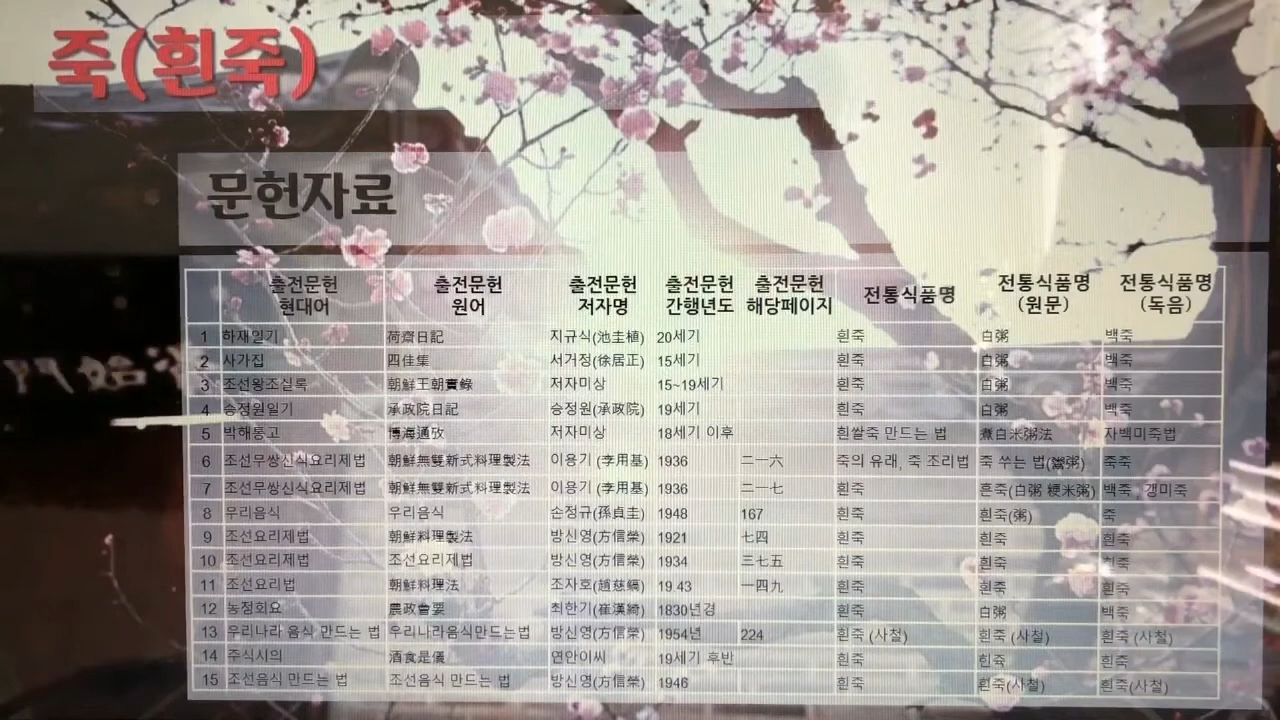 죽(흰죽)
문헌자료
출전문헌 현대어 출전문헌 원어 출전문헌 저자명 출전문헌 간행년도 출전문헌 해당페이지 전통식품명 전통식품명 (원문) 전통식품명 (독음)
1 하재일기 荷齋日記 지규식(池圭植) 20세기 흰죽 白粥 백죽
2 사가집 四佳集 서거정(徐居正) 15세기 흰죽 白粥 백죽
3 조선왕조실록 朝鮮王朝實錄 저자미상 15~19세기 흰죽 白粥 백죽
4 승정원일기 承政院日記 승정원(承政院) 19세기 흰죽 白粥 백죽
5 박해통고 博海通攷 저자미상 18세기 이후 흰쌀죽 만드는 법 煮白米粥法 자백미죽법
6 조선무쌍신식요리제법 朝鮮無雙新式料理製法 이용기 (李用基) 1936 二一六 죽의 유래, 죽 조리법 죽 쑤는 법(鬻粥) 죽죽
7 조선무쌍신식요리제법 朝鮮無雙新式料理製法 이용기 (李用基) 1936 二一七 흰죽 흔죽(白粥 粳米粥) 백죽 , 갱미죽
8 우리음식 우리음식 손정규(孫貞圭) 1948 167 흰죽 흰죽(粥) 죽
9 조선요리제법 朝鮮料理製法 방신영(方信榮) 1921 七四 흰죽 흰죽 흰죽
10 조선요리제법 조선요리제법 방신영(方信榮) 1934 三七五 흰죽 흰죽 흰죽
11 조선요리법 朝鮮料理法 조자호(趙慈鎬) 19 43 一四九 흰죽 흰죽 흰죽
12 농정회요 農政會要 최한기(崔漢綺) 1830년경 흰죽 白粥 백죽
13 우리나라 음식 만드는 법 우리나라음식만드는법 방신영(方信榮) 1954년 224 흰죽 (사철) 흰죽 (사철) 흰죽 (사철)
14 주식시의 酒食是儀 연안이씨 19세기 후반 흰죽 흰죽 흰죽
15 조선음식 만드는 법 조선음식 만드는 법 방신영(方信榮) 1946 흰죽 흰죽(사철) 흰죽(사철)